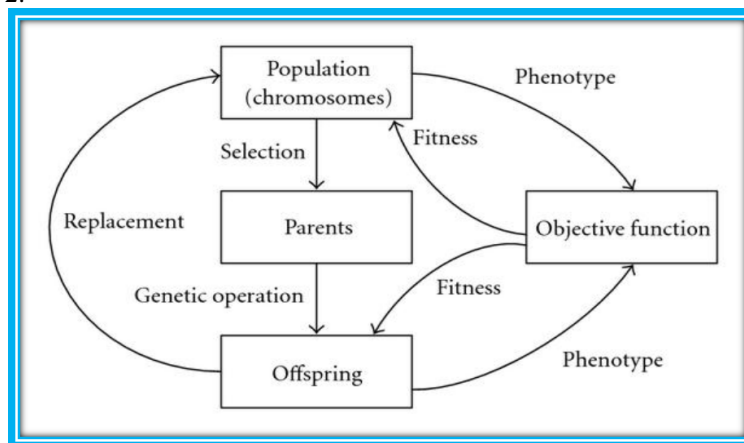 2.
Population
(chromosomes)
Phenotype
Fitness
Selection
Replacement
Parents
Objective function
Genetic operation
Fitness
Offspring
Phenotype